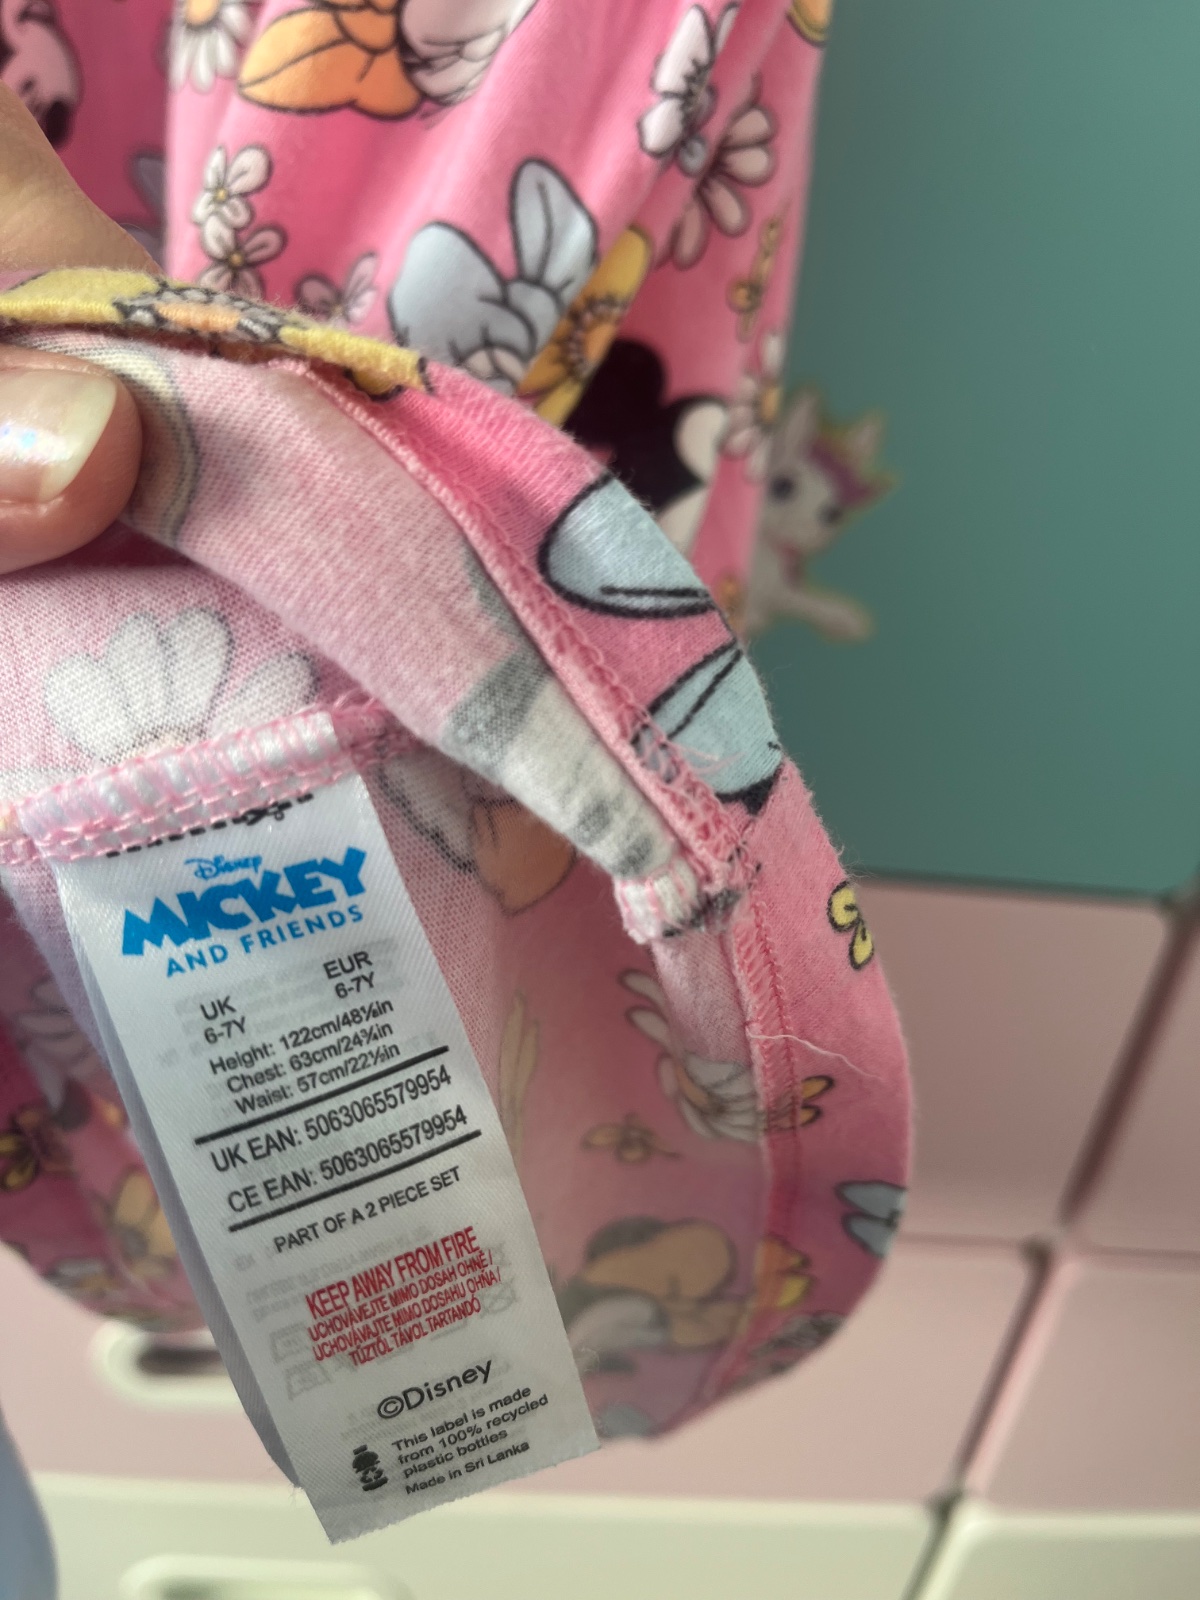 Disney
MICKEY
AND FRIENDS
UK EUR
6-7Y 6-7Y
Height: 122cm/48⅛in
Chest: 63cm/24¾in
Waist: 57cm/22½in
UK EAN: 5063065579954
CE EAN: 5063065579954
PART OF A 2 PIECE SET
KEEP AWAY FROM FIRE
UCHOVÁVEJTE MIMO DOSAH OHNĚ/
UCHOVÁVAJTE MIMO DOSAHU OHŇA/
TŰZTŐL TÁVOL TARTANDÓ
©Disney
This label is made
from 100% recycled
plastic bottles
Made in Sri Lanka